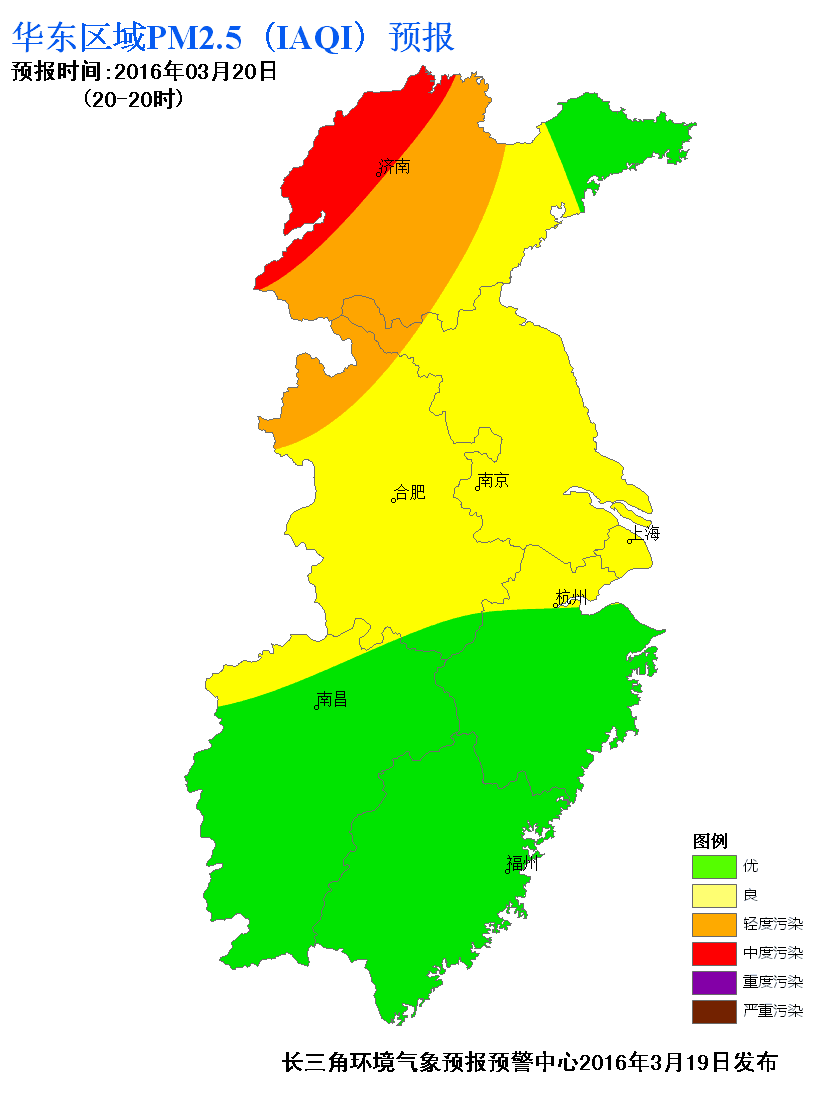 华东区域PM2.5（IAQI）预报
预报时间:2016年03月20日
(20-20时)
济南
合肥
南京
上海
杭州
南昌
福州
图例
优
良
轻度污染
中度污染
重度污染
严重污染
长三角环境气象预报预警中心2016年3月19日发布